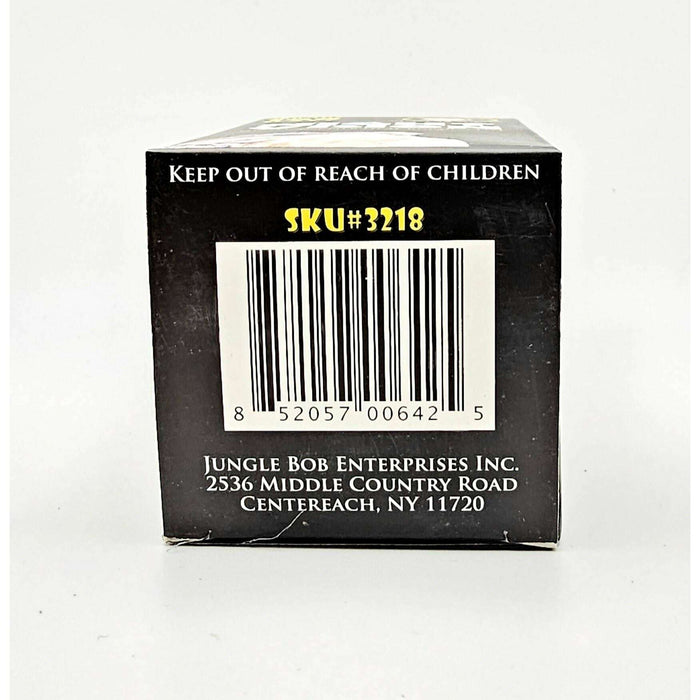 KEEP OUT OF REACH OF CHILDREN
SKU#3218
8 52057 00642 5
JUNGLE BOB ENTERPRISES INC.
2536 MIDDLE COUNTRY ROAD
CENTEREACH, NY 11720